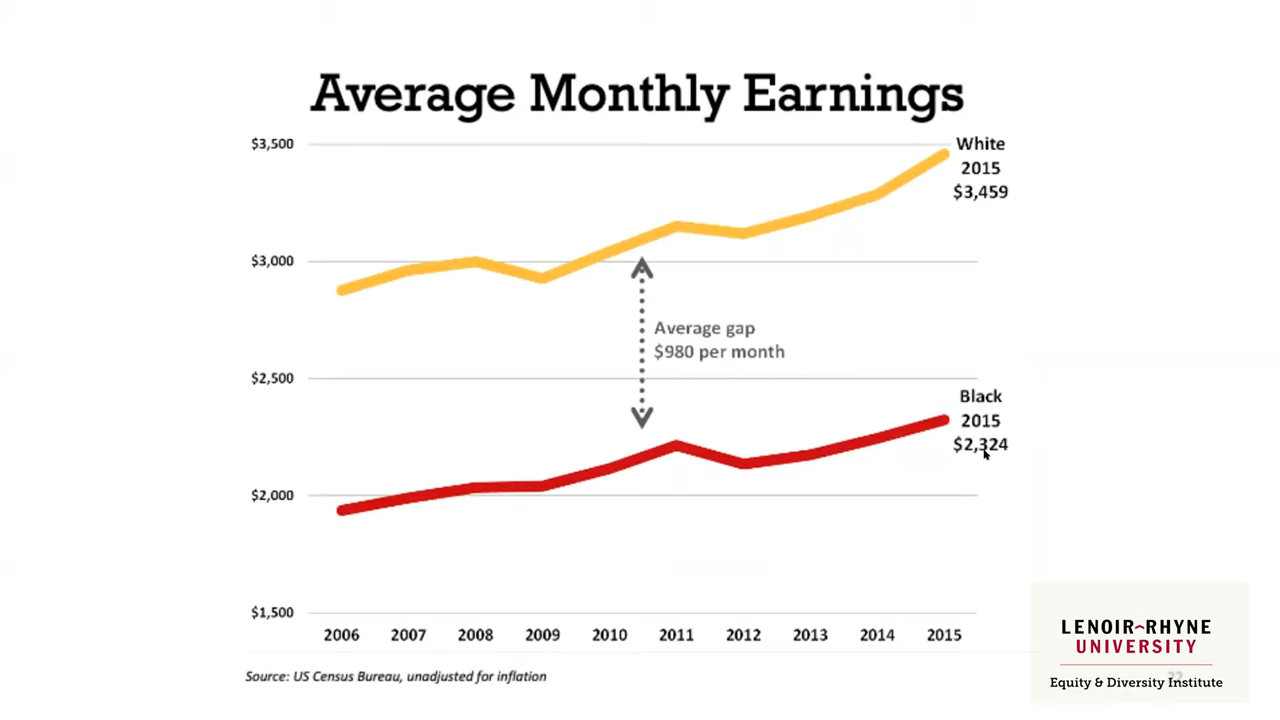 Average Monthly Earnings
$3,500
White
2015
$3,459
$3,000
Average gap
$980 per month
$2,500
Black
2015
$2,324
$2,000
$1,500
2006 2007 2008 2009 2010 2011 2012 2013 2014 2015
Source: US Census Bureau, unadjusted for inflation
LENOIR-RHYNE
UNIVERSITY
Equity & Diversity Institute